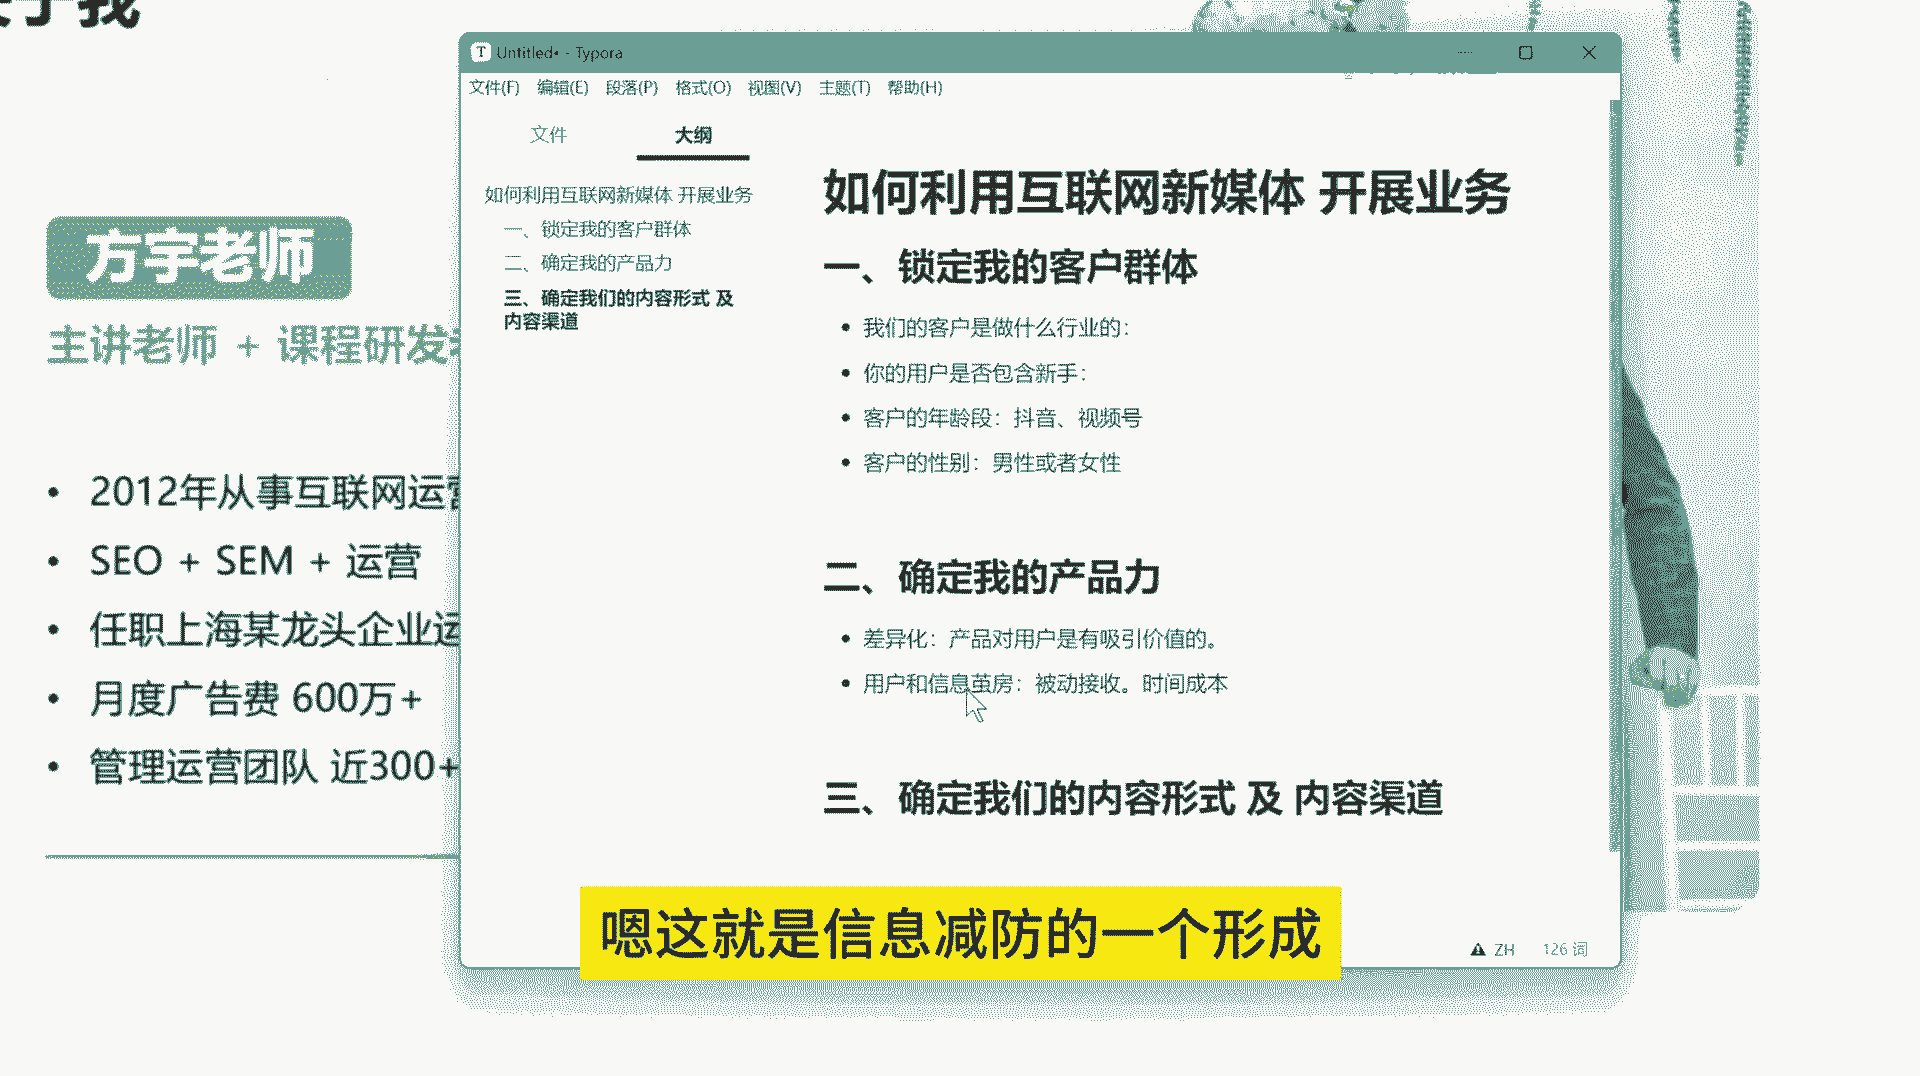 于我
方宇老师
主讲老师 + 课程研发
2012年从事互联网运营
SEO + SEM + 运营
任职上海某龙头企业运
月度广告费 600万+
管理运营团队 近300+
Untitled• - Typora
文件(F) 编辑(E) 段落(P) 格式(O) 视图(V) 主题(T) 帮助(H)
文件 大纲
如何利用互联网新媒体 开展业务
一、锁定我的客户群体
二、确定我的产品力
三、确定我们的内容形式 及
内容渠道
如何利用互联网新媒体 开展业务
一、锁定我的客户群体
我们的客户是做什么行业的：
你的用户是否包含新手：
客户的年龄段：抖音、视频号
客户的性别：男性或者女性
二、确定我的产品力
差异化：产品对用户是有吸引价值的。
用户和信息茧房：被动接收。时间成本
三、确定我们的内容形式 及 内容渠道
嗯这就是信息减防的一个形成
ZH 126 词